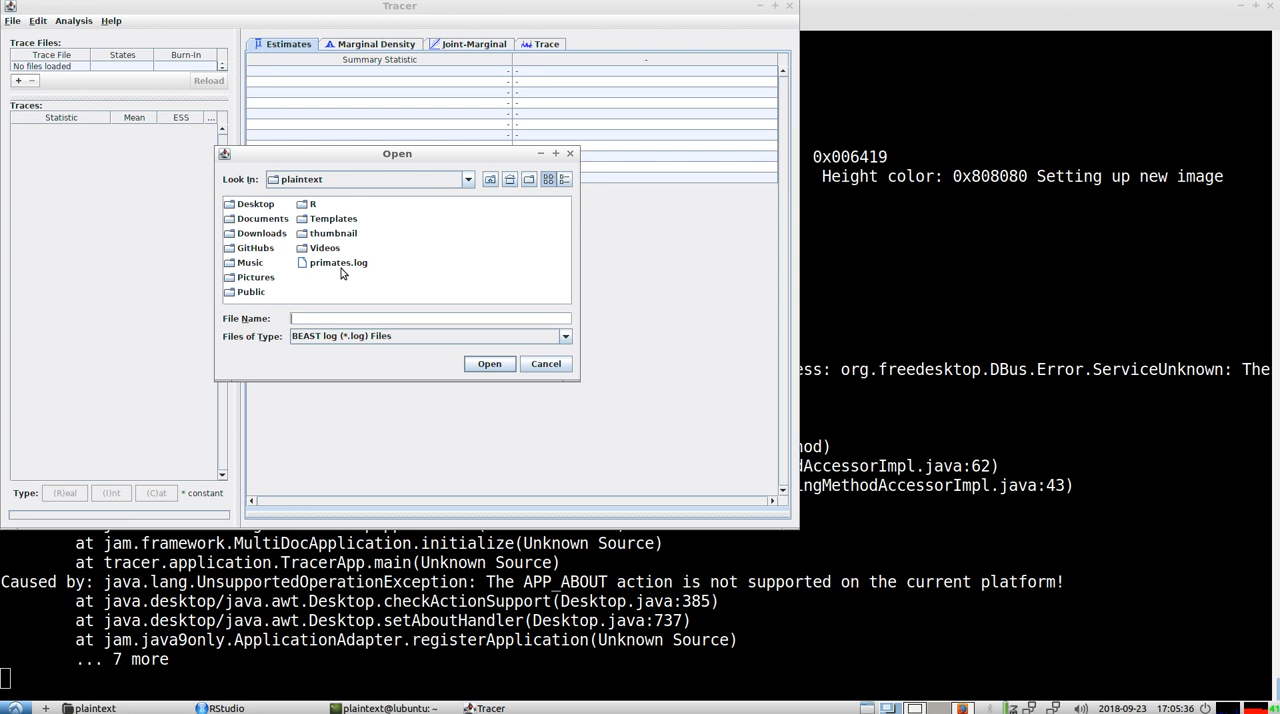 Tracer
File Edit Analysis Help
Trace Files:
Trace File States Burn-In
No files loaded
+ − Reload
Traces:
Statistic Mean ESS ...
Type: (R)eal (I)nt (C)at * constant
Estimates Marginal Density Joint-Marginal Trace
Summary Statistic -
- -
- -
- -
- -
- -
- -
- -
Open
Look In: plaintext
Desktop
Documents
Downloads
GitHubs
Music
Pictures
Public
R
Templates
thumbnail
Videos
primates.log
File Name:
Files of Type: BEAST log (*.log) Files
Open Cancel
0x006419
Height color: 0x808080 Setting up new image
ess: org.freedesktop.DBus.Error.ServiceUnknown: The
nod)
dAccessorImpl.java:62)
ingMethodAccessorImpl.java:43)
at jam.framework.MultiDocApplication.initialize(Unknown Source)
at tracer.application.TracerApp.main(Unknown Source)
Caused by: java.lang.UnsupportedOperationException: The APP_ABOUT action is not supported on the current platform!
at java.desktop/java.awt.Desktop.checkActionSupport(Desktop.java:385)
at java.desktop/java.awt.Desktop.setAboutHandler(Desktop.java:737)
at jam.java9only.ApplicationAdapter.registerApplication(Unknown Source)
... 7 more
+ plaintext RStudio plaintext@lubuntu: ~ Tracer 2018-09-23 17:05:36 41